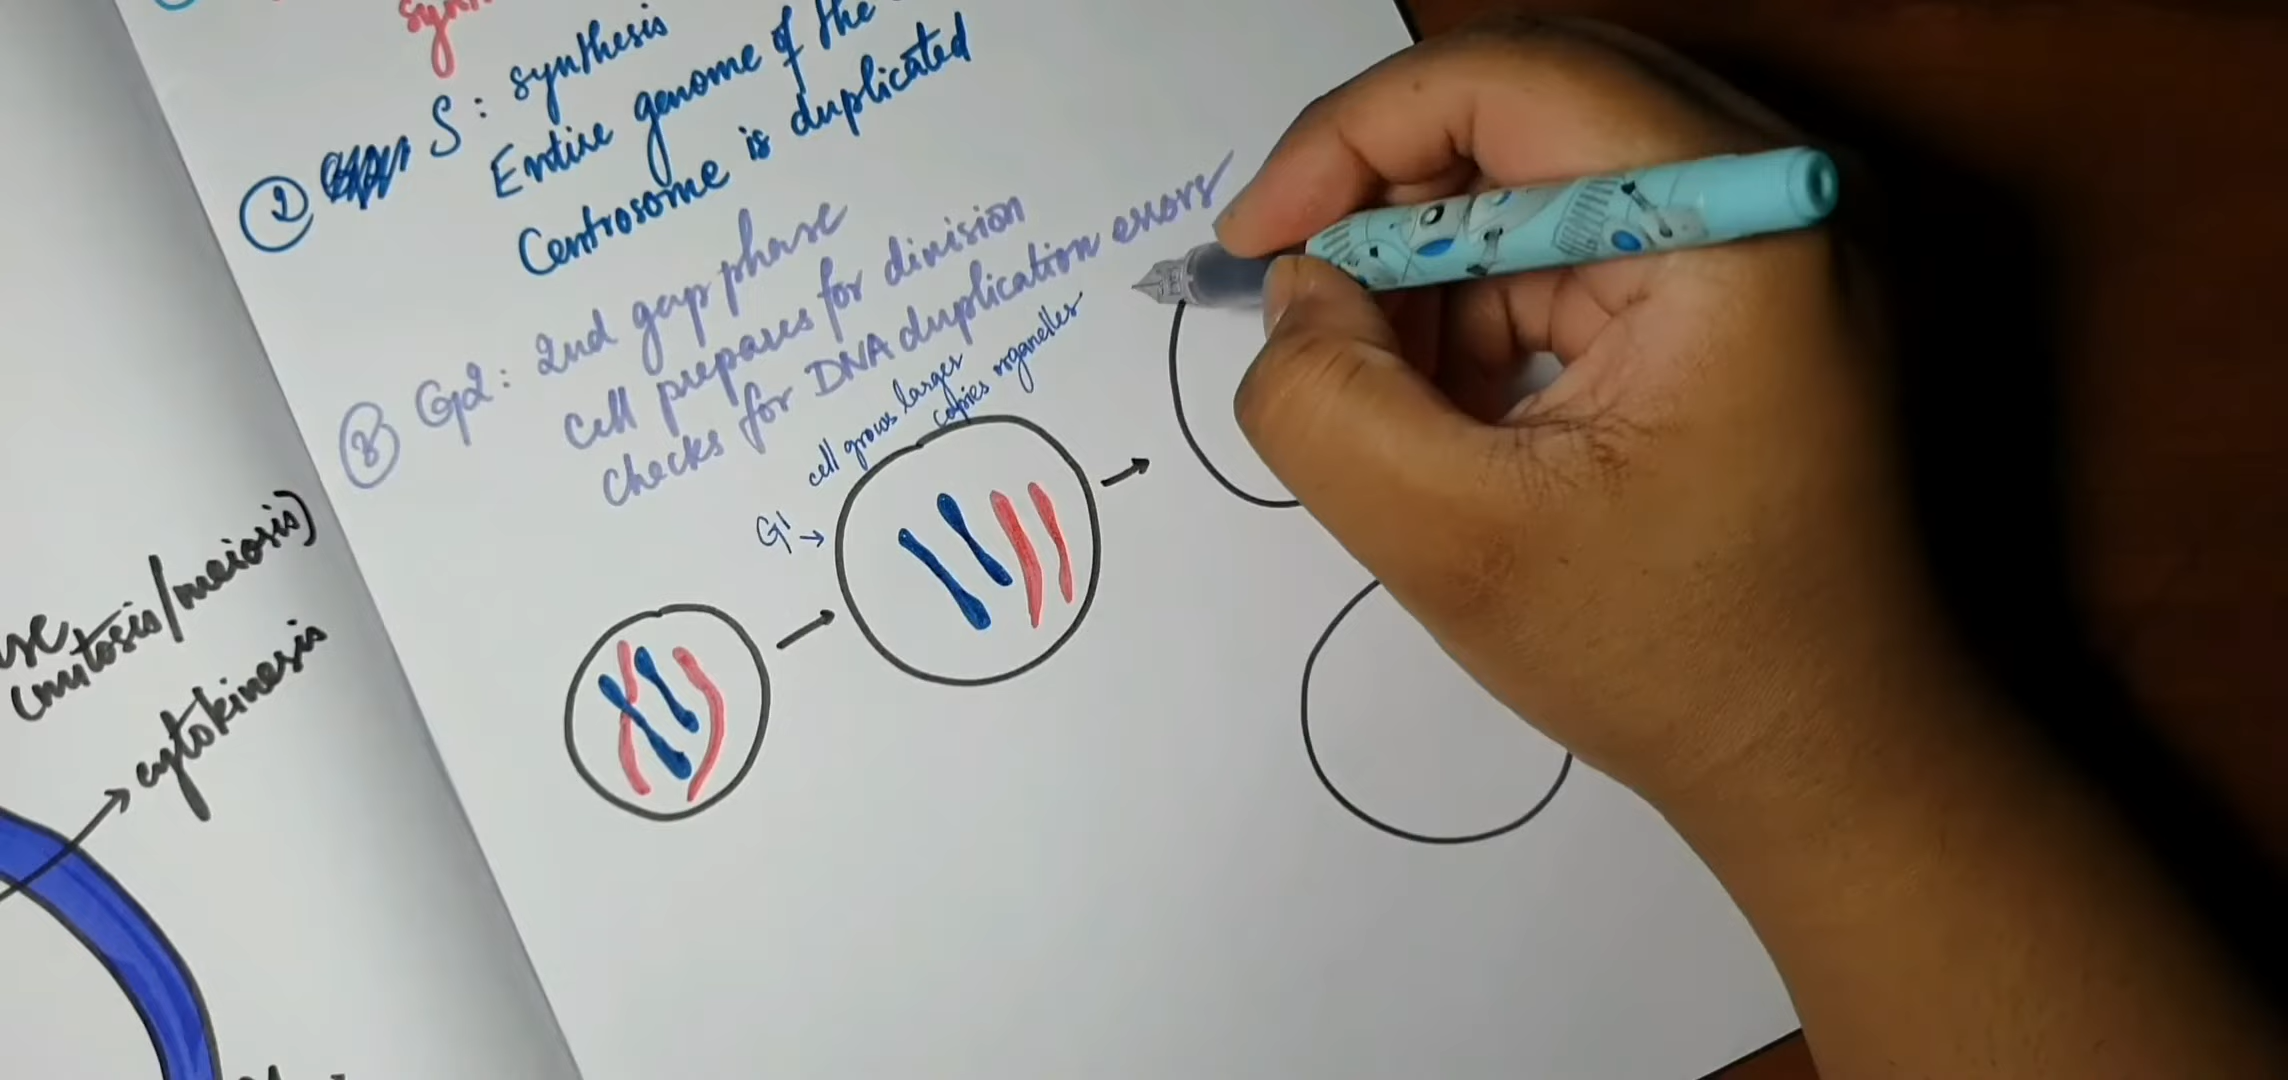 ② S: synthesis
Entire genome of the
Centrosome is duplicated
③ G2: 2nd gap phase
Cell prepares for division
checks for DNA duplication errors
cell grows larger
copies organelles
G1 →
(mitosis/meiosis)
→ cytokinesis